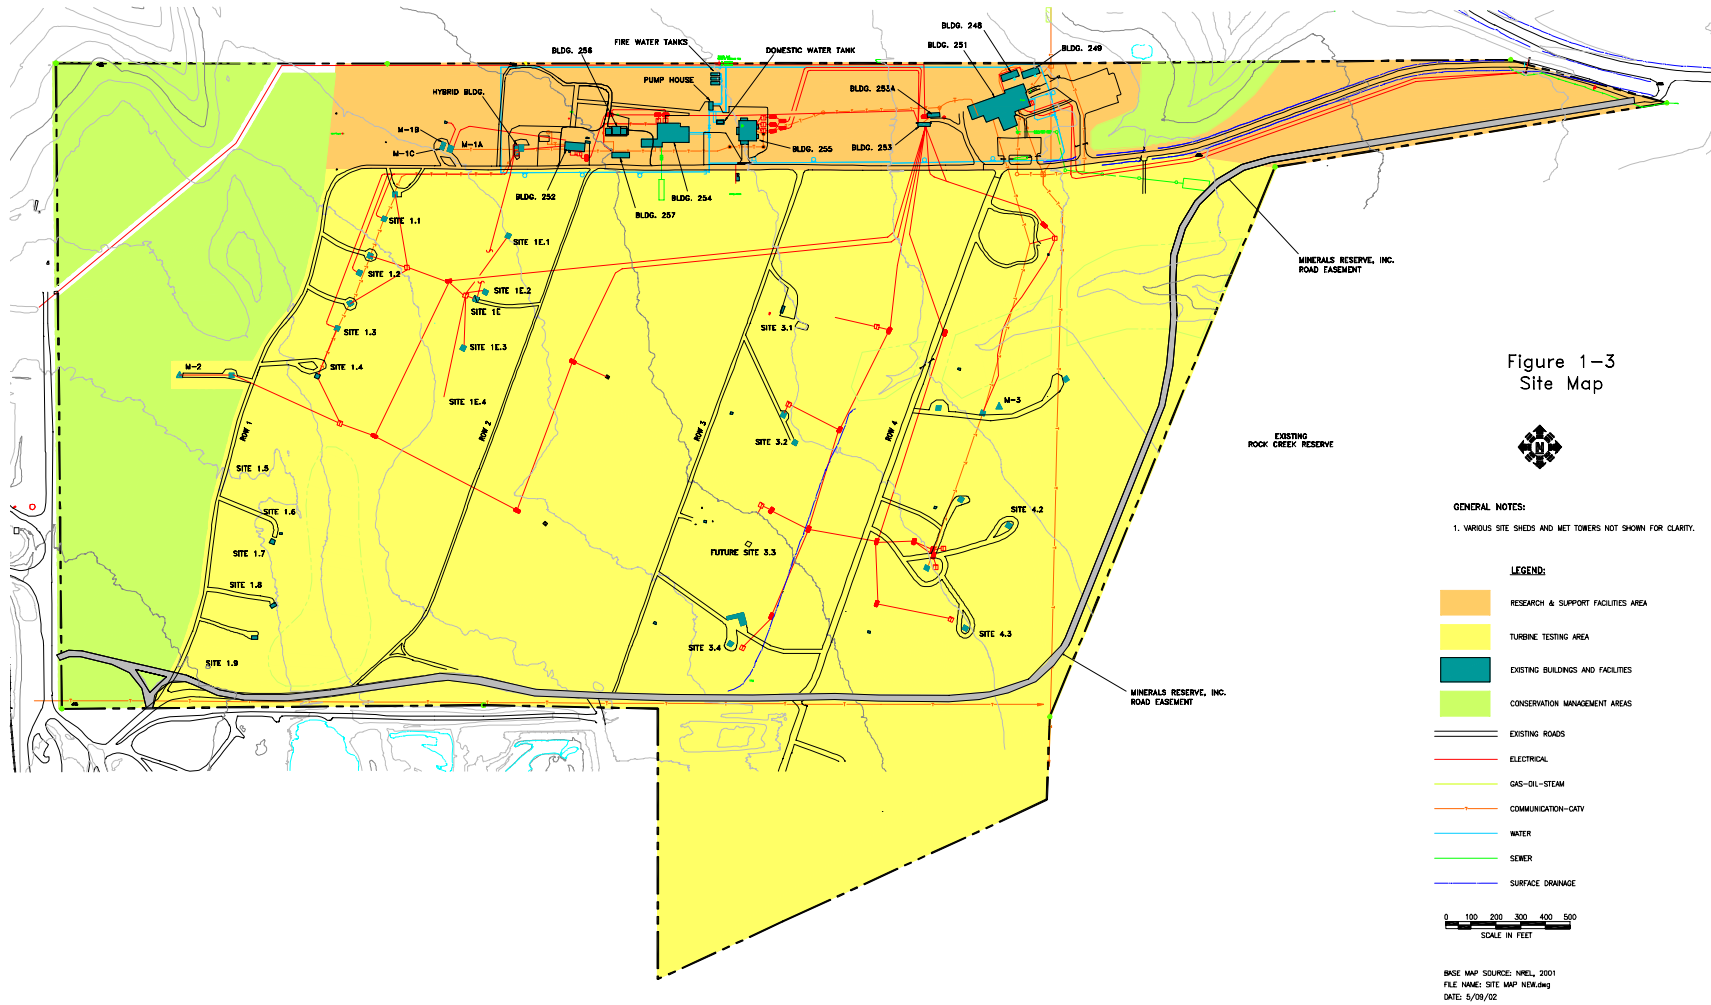 BLDG. 248
BLDG. 251
BLDG. 249
FIRE WATER TANKS
BLDG. 256
DOMESTIC WATER TANK
PUMP HOUSE
HYBRID BLDG.
BLDG. 253A
M-1B
M-1A
M-1C
BLDG. 255
BLDG. 253
BLDG. 252
BLDG. 254
BLDG. 257
SITE 1.1
SITE 1E.1
SITE 1.2
MINERALS RESERVE, INC.
ROAD EASEMENT
SITE 1E.2
SITE 1E
SITE 1.3
SITE 3.1
SITE 1E.3
M-2
SITE 1.4
Figure 1-3
Site Map
SITE 1E.4
M-3
ROW 1
ROW 2
ROW 3
ROW 4
SITE 3.2
EXISTING
ROCK CREEK RESERVE
N
SITE 1.5
SITE 1.6
SITE 4.2
GENERAL NOTES:
1. VARIOUS SITE SHEDS AND MET TOWERS NOT SHOWN FOR CLARITY.
SITE 1.7
FUTURE SITE 3.3
SITE 1.8
LEGEND:
RESEARCH & SUPPORT FACILITIES AREA
TURBINE TESTING AREA
SITE 4.3
SITE 3.4
SITE 1.9
EXISTING BUILDINGS AND FACILITIES
MINERALS RESERVE, INC.
ROAD EASEMENT
CONSERVATION MANAGEMENT AREAS
EXISTING ROADS
ELECTRICAL
GAS-OIL-STEAM
COMMUNICATION-CATV
WATER
SEWER
SURFACE DRAINAGE
0 100 200 300 400 500
SCALE IN FEET
BASE MAP SOURCE: NREL, 2001
FILE NAME: SITE MAP NEW.dwg
DATE: 5/09/02